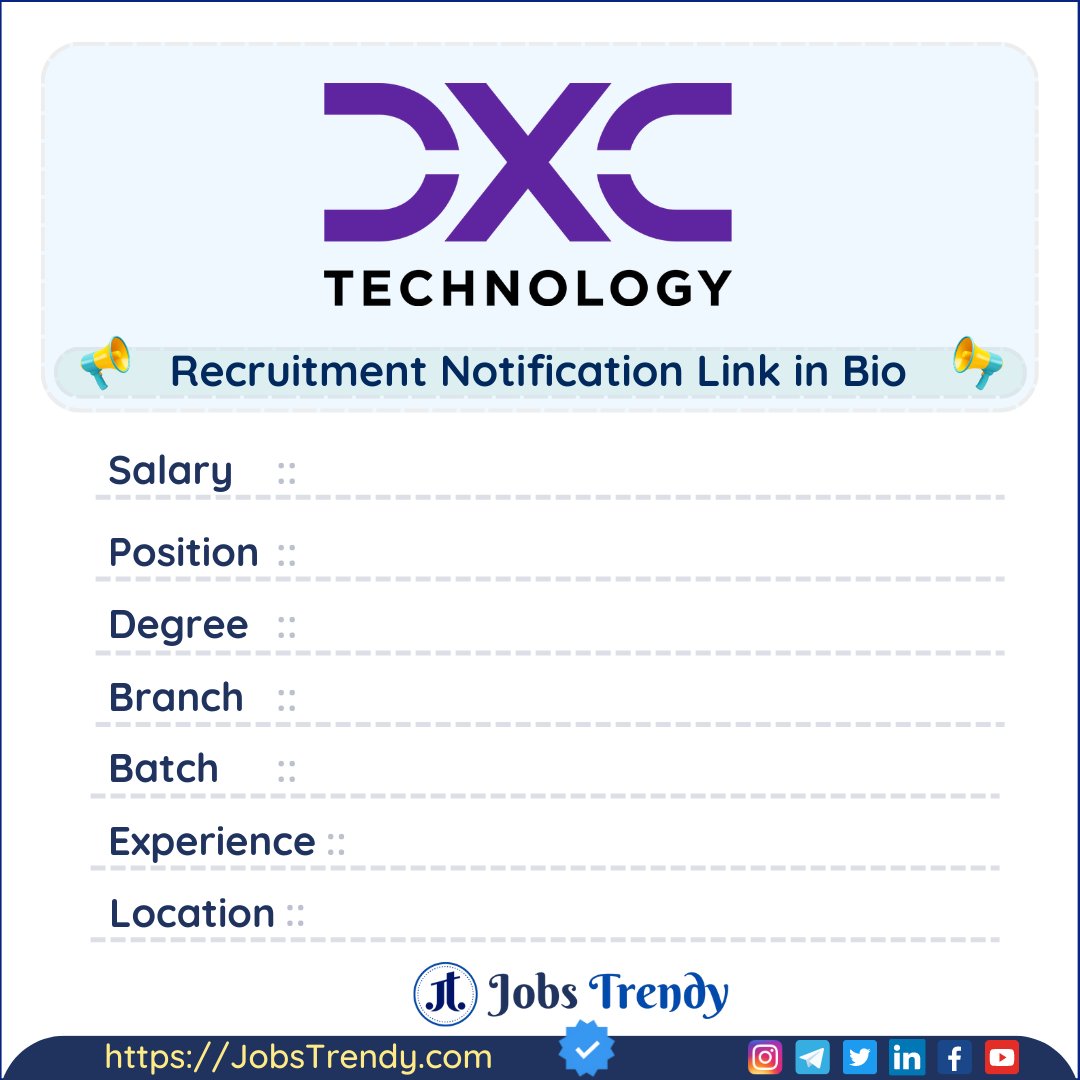 DXC
TECHNOLOGY
Recruitment Notification Link in Bio
Salary ::
Position ::
Degree ::
Branch ::
Batch ::
Experience ::
Location ::
Jobs Trendy
https://JobsTrendy.com